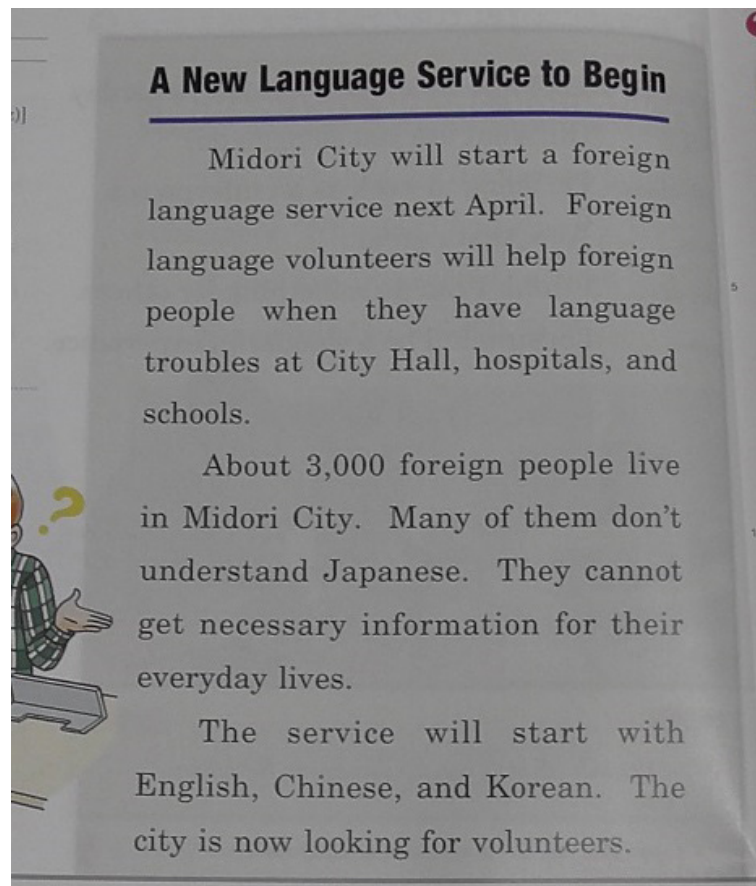 A New Language Service to Begin
Midori City will start a foreign
language service next April. Foreign
language volunteers will help foreign
people when they have language
troubles at City Hall, hospitals, and
schools.
About 3,000 foreign people live
in Midori City. Many of them don't
understand Japanese. They cannot
get necessary information for their
everyday lives.
The service will start with
English, Chinese, and Korean. The
city is now looking for volunteers.
)]
?
5